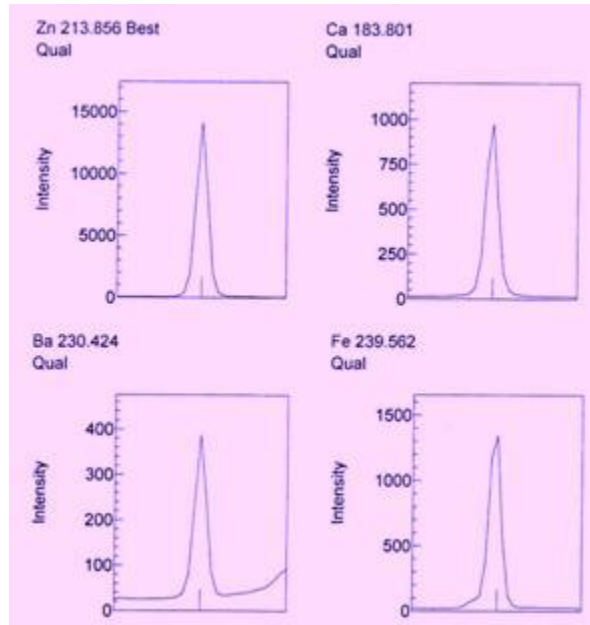 Zn 213.856 Best
Qual
Intensity
15000
10000
5000
0
Ca 183.801
Qual
Intensity
1000
750
500
250
0
Ba 230.424
Qual
Intensity
400
300
200
100
0
Fe 239.562
Qual
Intensity
1500
1000
500
0